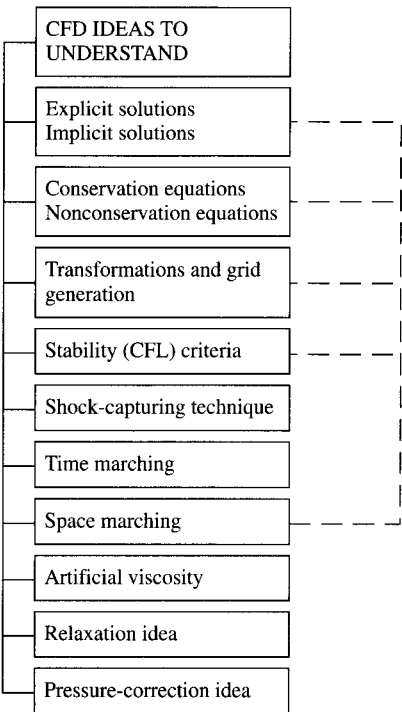 CFD IDEAS TO
UNDERSTAND
Explicit solutions
Implicit solutions
Conservation equations
Nonconservation equations
Transformations and grid
generation
Stability (CFL) criteria
Shock-capturing technique
Time marching
Space marching
Artificial viscosity
Relaxation idea
Pressure-correction idea